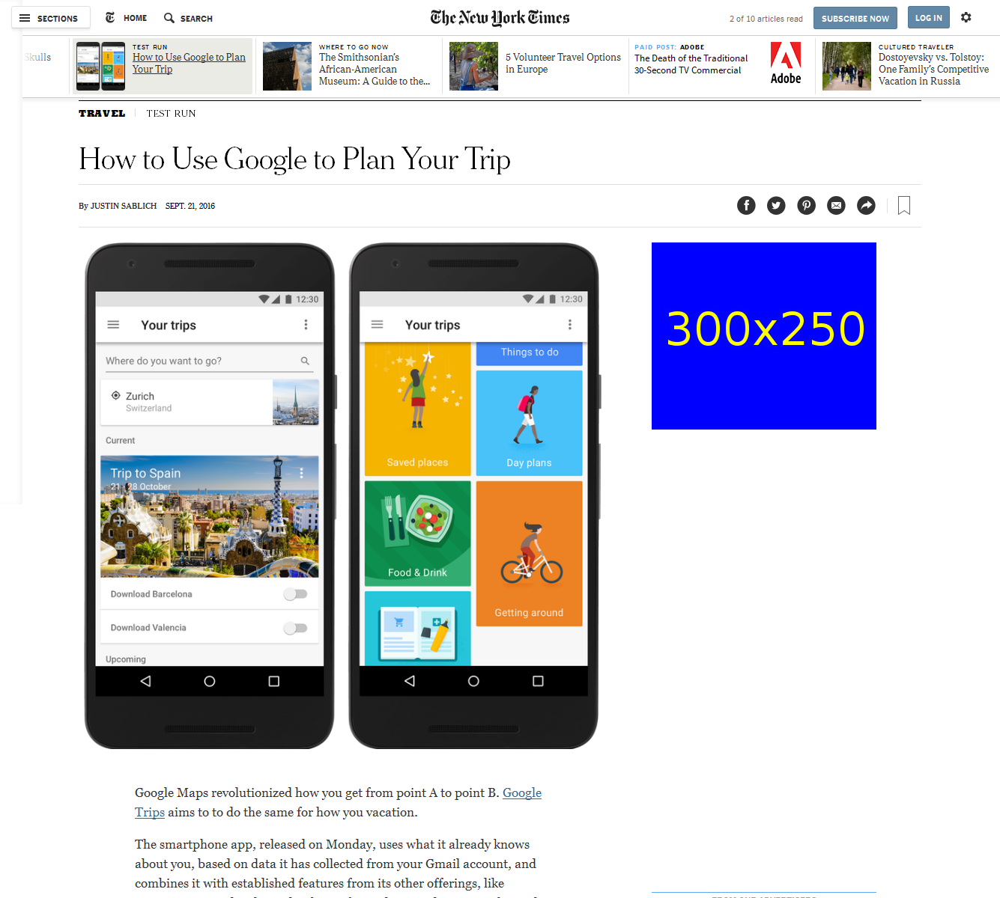 SECTIONS
HOME
SEARCH
The New York Times
2 of 10 articles read
SUBSCRIBE NOW
LOG IN
Skulls
TEST RUN
How to Use Google to Plan
Your Trip
WHERE TO GO NOW
The Smithsonian's
African-American
Museum: A Guide to the...
5 Volunteer Travel Options
in Europe
PAID POST: ADOBE
The Death of the Traditional
30-Second TV Commercial
Adobe
CULTURED TRAVELER
Dostoyevsky vs. Tolstoy:
One Family's Competitive
Vacation in Russia
TRAVEL
TEST RUN
How to Use Google to Plan Your Trip
By JUSTIN SABLICH SEPT. 21, 2016
12:30
Your trips
Where do you want to go?
Zurich
Switzerland
Current
Trip to Spain
21 - 28 October
Download Barcelona
Download Valencia
Upcoming
12:30
Your trips
Things to do
Saved places
Day plans
Food & Drink
Getting around
300x250
Google Maps revolutionized how you get from point A to point B. Google
Trips aims to to do the same for how you vacation.
The smartphone app, released on Monday, uses what it already knows
about you, based on data it has collected from your Gmail account, and
combines it with established features from its other offerings, like